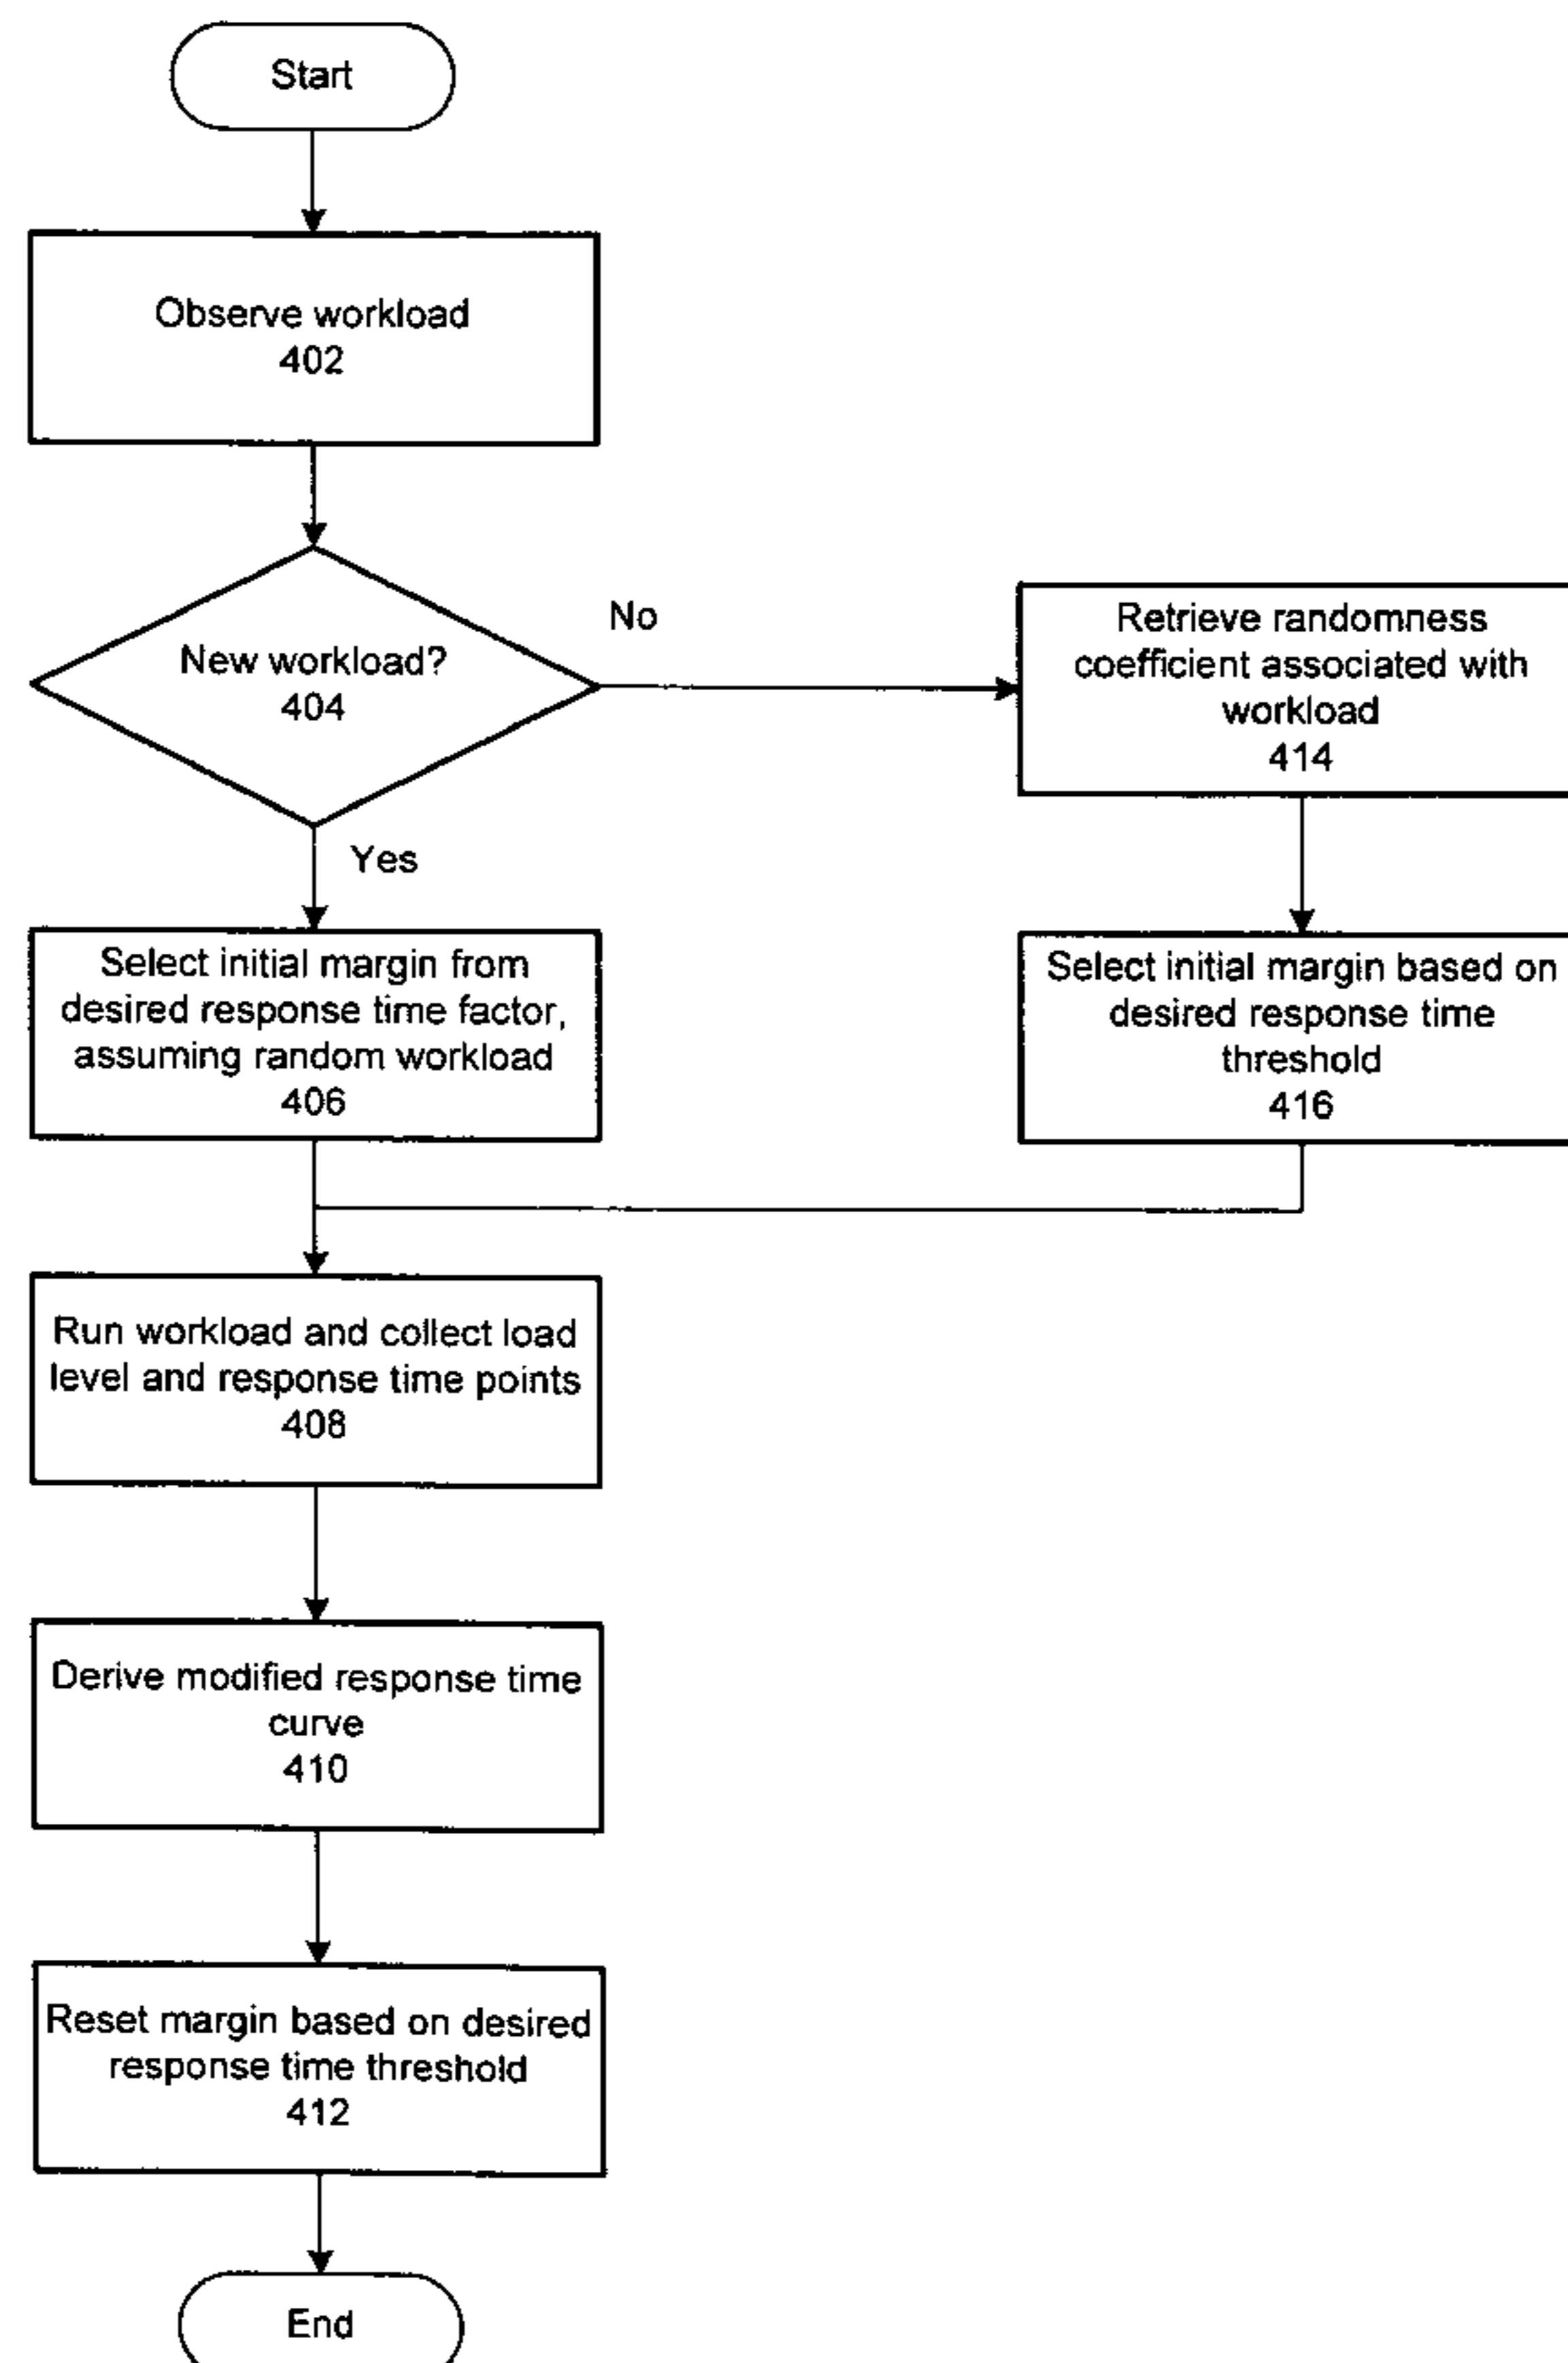 Start
Observe workload
402
New workload?
404
No
Yes
Retrieve randomness
coefficient associated with
workload
414
Select initial margin from
desired response time factor,
assuming random workload
406
Select initial margin based on
desired response time
threshold
416
Run workload and collect load
level and response time points
408
Derive modified response time
curve
410
Reset margin based on desired
response time threshold
412
End